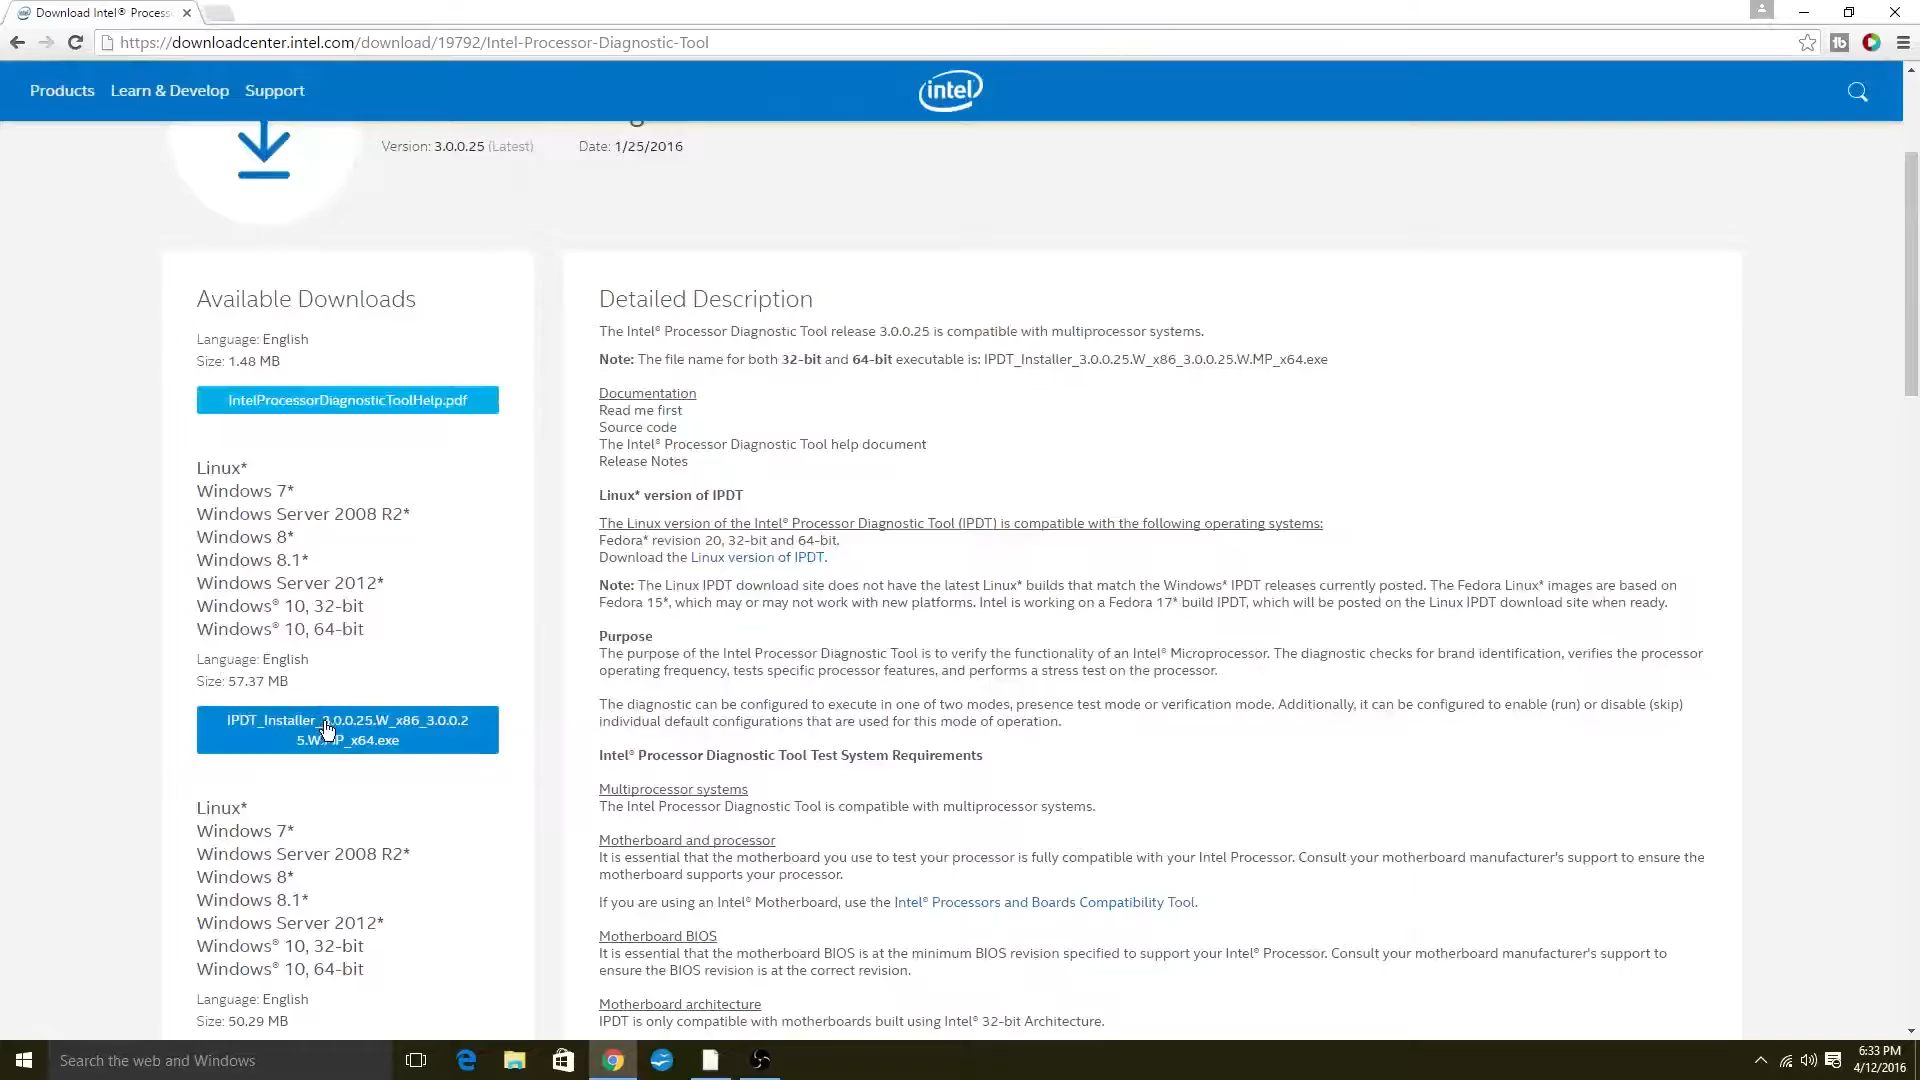 Download Intel® Process
https://downloadcenter.intel.com/download/19792/Intel-Processor-Diagnostic-Tool
Products Learn & Develop Support
intel
Version: 3.0.0.25 (Latest) Date: 1/25/2016
Available Downloads
Language: English
Size: 1.48 MB
IntelProcessorDiagnosticToolHelp.pdf
Linux*
Windows 7*
Windows Server 2008 R2*
Windows 8*
Windows 8.1*
Windows Server 2012*
Windows® 10, 32-bit
Windows® 10, 64-bit
Language: English
Size: 57.37 MB
IPDT_Installer_3.0.0.25.W_x86_3.0.0.2
5.W.MP_x64.exe
Linux*
Windows 7*
Windows Server 2008 R2*
Windows 8*
Windows 8.1*
Windows Server 2012*
Windows® 10, 32-bit
Windows® 10, 64-bit
Language: English
Size: 50.29 MB
Detailed Description
The Intel® Processor Diagnostic Tool release 3.0.0.25 is compatible with multiprocessor systems.
Note: The file name for both 32-bit and 64-bit executable is: IPDT_Installer_3.0.0.25.W_x86_3.0.0.25.W.MP_x64.exe
Documentation
Read me first
Source code
The Intel® Processor Diagnostic Tool help document
Release Notes
Linux* version of IPDT
The Linux version of the Intel® Processor Diagnostic Tool (IPDT) is compatible with the following operating systems:
Fedora* revision 20, 32-bit and 64-bit.
Download the Linux version of IPDT.
Note: The Linux IPDT download site does not have the latest Linux* builds that match the Windows* IPDT releases currently posted. The Fedora Linux* images are based on
Fedora 15*, which may or may not work with new platforms. Intel is working on a Fedora 17* build IPDT, which will be posted on the Linux IPDT download site when ready.
Purpose
The purpose of the Intel Processor Diagnostic Tool is to verify the functionality of an Intel® Microprocessor. The diagnostic checks for brand identification, verifies the processor
operating frequency, tests specific processor features, and performs a stress test on the processor.
The diagnostic can be configured to execute in one of two modes, presence test mode or verification mode. Additionally, it can be configured to enable (run) or disable (skip)
individual default configurations that are used for this mode of operation.
Intel® Processor Diagnostic Tool Test System Requirements
Multiprocessor systems
The Intel Processor Diagnostic Tool is compatible with multiprocessor systems.
Motherboard and processor
It is essential that the motherboard you use to test your processor is fully compatible with your Intel Processor. Consult your motherboard manufacturer's support to ensure the
motherboard supports your processor.
If you are using an Intel® Motherboard, use the Intel® Processors and Boards Compatibility Tool.
Motherboard BIOS
It is essential that the motherboard BIOS is at the minimum BIOS revision specified to support your Intel® Processor. Consult your motherboard manufacturer's support to
ensure the BIOS revision is at the correct revision.
Motherboard architecture
IPDT is only compatible with motherboards built using Intel® 32-bit Architecture.
Search the web and Windows
6:33 PM
4/12/2016